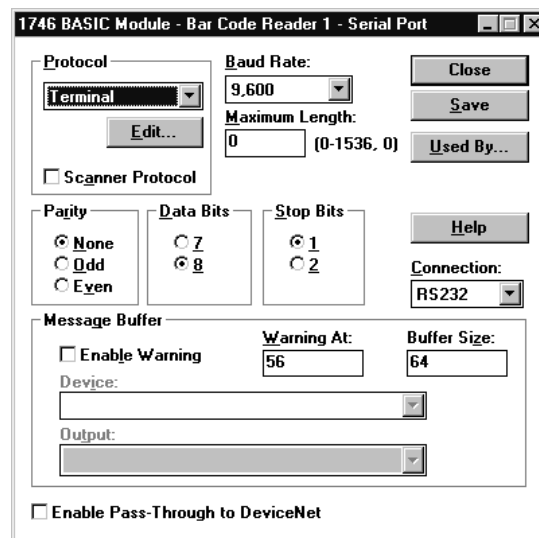 1746 BASIC Module - Bar Code Reader 1 - Serial Port
Protocol
Terminal
Edit...
Scanner Protocol
Baud Rate:
9,600
Maximum Length:
0 (0-1536, 0)
Close
Save
Used By...
Parity
None
Odd
Even
Data Bits
7
8
Stop Bits
1
2
Help
Connection:
RS232
Message Buffer
Enable Warning
Warning At:
56
Buffer Size:
64
Device:
Output:
Enable Pass-Through to DeviceNet